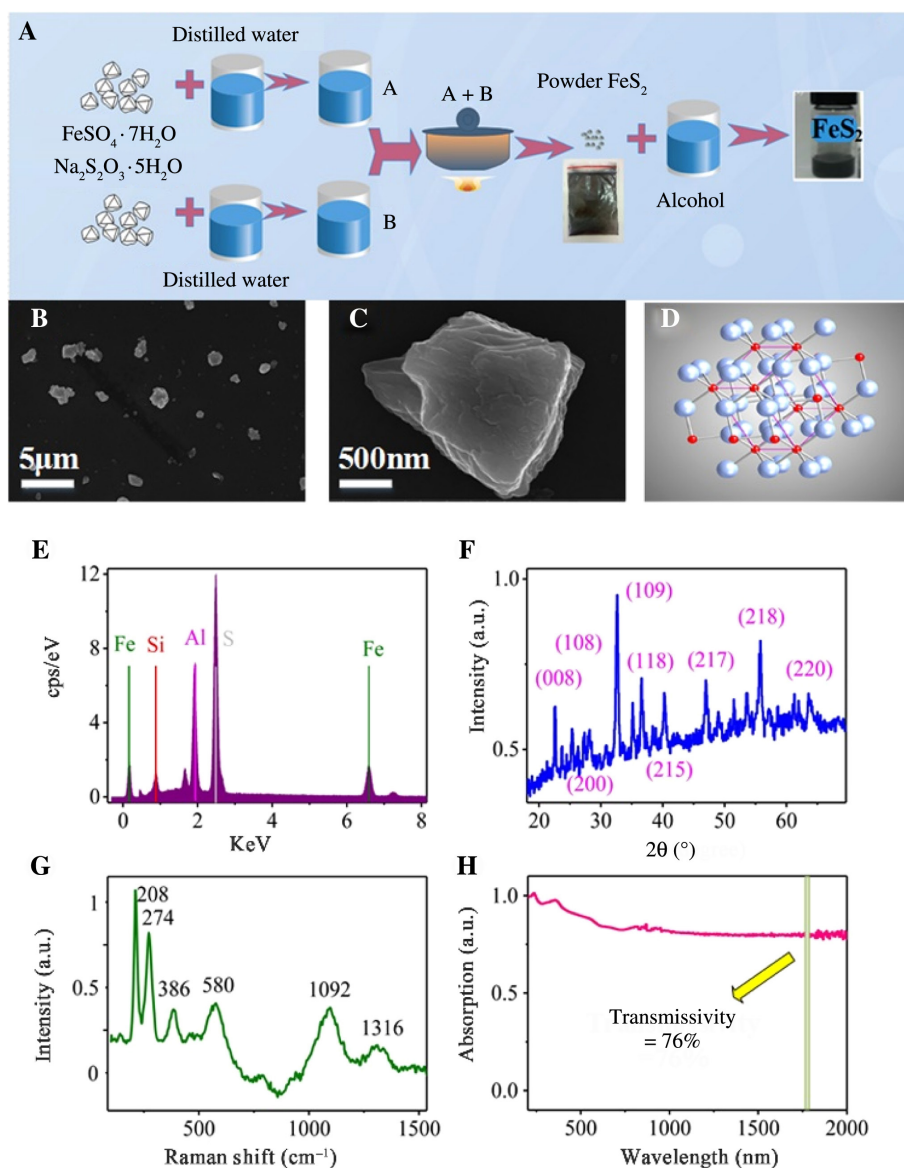 A
Distilled water
A
FeSO₄·7H₂O
Na₂S₂O₃·5H₂O
B
Distilled water
A + B
Powder FeS₂
Alcohol
FeS₂
B
5μm
C
500nm
D
E
12
8
4
0
cps/eV
Fe
Si
Al
S
Fe
0
2
4
6
8
KeV
F
1.0
0.5
Intensity (a.u.)
(008)
(200)
(108)
(109)
(118)
(215)
(217)
(218)
(220)
20
30
40
50
60
2θ (°)
G
1
0.5
0
Intensity (a.u.)
208
274
386
580
1092
1316
500
1000
1500
Raman shift (cm⁻¹)
H
1.0
0.5
0.0
Absorption (a.u.)
Transmissivity
= 76%
500
1000
1500
2000
Wavelength (nm)